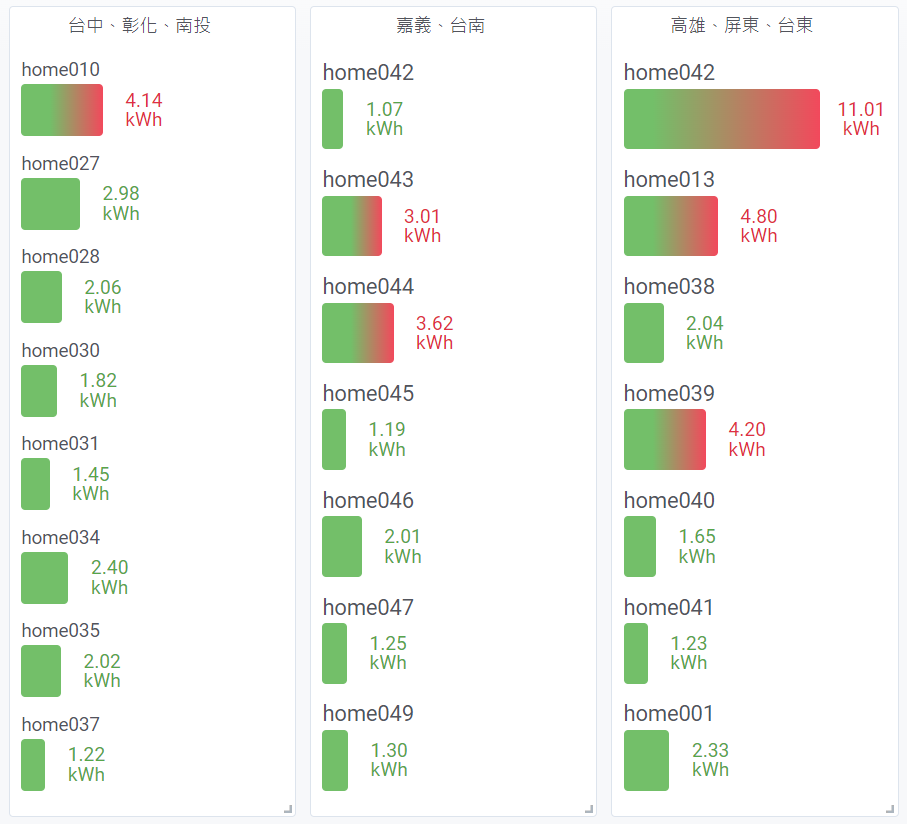 台中、彰化、南投
home010
4.14
kWh
home027
2.98
kWh
home028
2.06
kWh
home030
1.82
kWh
home031
1.45
kWh
home034
2.40
kWh
home035
2.02
kWh
home037
1.22
kWh
嘉義、台南
home042
1.07
kWh
home043
3.01
kWh
home044
3.62
kWh
home045
1.19
kWh
home046
2.01
kWh
home047
1.25
kWh
home049
1.30
kWh
高雄、屏東、台東
home042
11.01
kWh
home013
4.80
kWh
home038
2.04
kWh
home039
4.20
kWh
home040
1.65
kWh
home041
1.23
kWh
home001
2.33
kWh